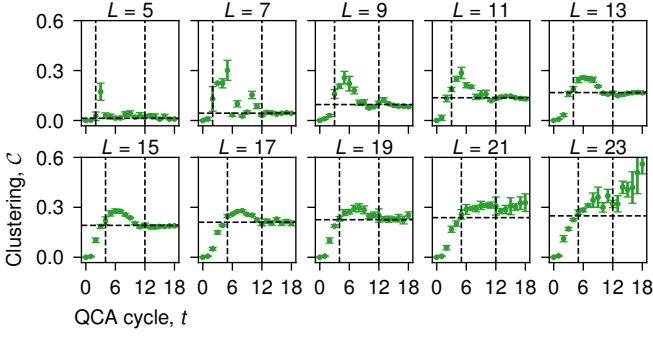 L = 5
L = 7
L = 9
L = 11
L = 13
0.6
0.3
0.0
L = 15
L = 17
L = 19
L = 21
L = 23
0.6
0.3
0.0
Clustering, C
0 6 12 18
0 6 12 18
0 6 12 18
0 6 12 18
0 6 12 18
QCA cycle, t